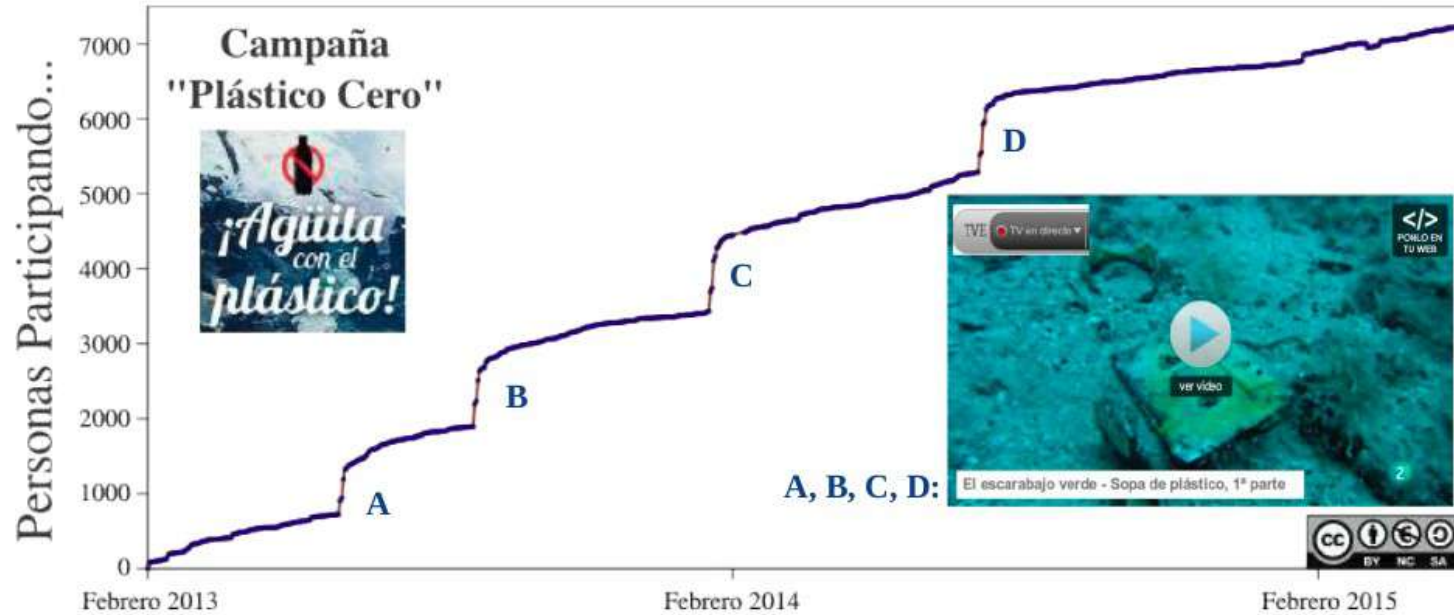 Personas Participando...
7000
6000
5000
4000
3000
2000
1000
0
Campaña
"Plástico Cero"
¡Agüita
con el
plástico!
A
B
C
D
TVE
TV en directo
</>
PONLO EN
TU WEB
ver vídeo
2
A, B, C, D:
El escarabajo verde - Sopa de plástico, 1ª parte
cc
BY NC SA
Febrero 2013
Febrero 2014
Febrero 2015